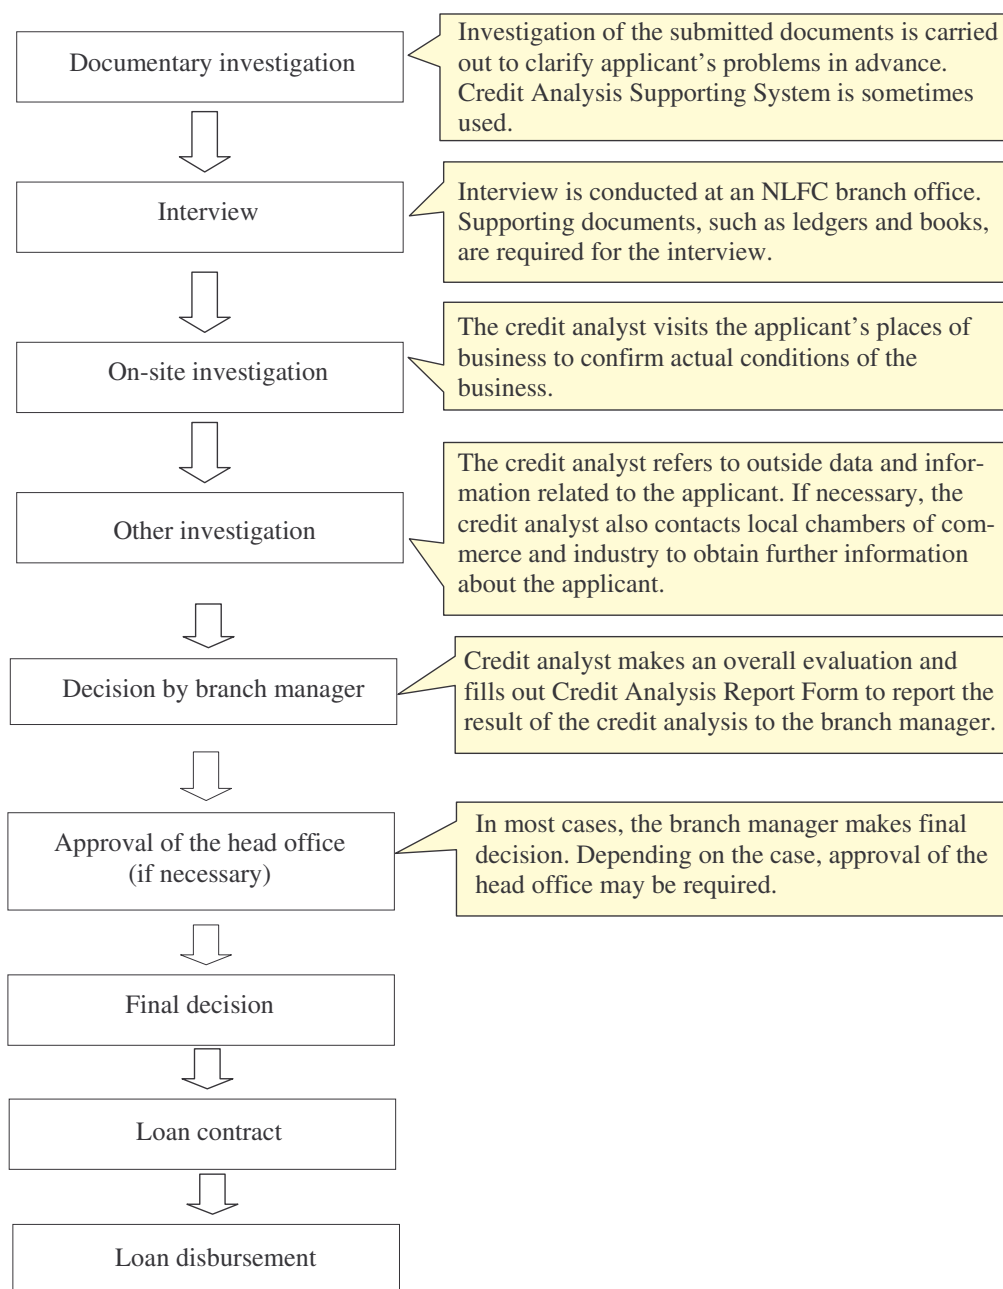 Documentary investigation
Investigation of the submitted documents is carried
out to clarify applicant’s problems in advance.
Credit Analysis Supporting System is sometimes
used.
Interview
Interview is conducted at an NLFC branch office.
Supporting documents, such as ledgers and books,
are required for the interview.
On-site investigation
The credit analyst visits the applicant’s places of
business to confirm actual conditions of the
business.
Other investigation
The credit analyst refers to outside data and infor-
mation related to the applicant. If necessary, the
credit analyst also contacts local chambers of com-
merce and industry to obtain further information
about the applicant.
Decision by branch manager
Credit analyst makes an overall evaluation and
fills out Credit Analysis Report Form to report the
result of the credit analysis to the branch manager.
Approval of the head office
(if necessary)
In most cases, the branch manager makes final
decision. Depending on the case, approval of the
head office may be required.
Final decision
Loan contract
Loan disbursement